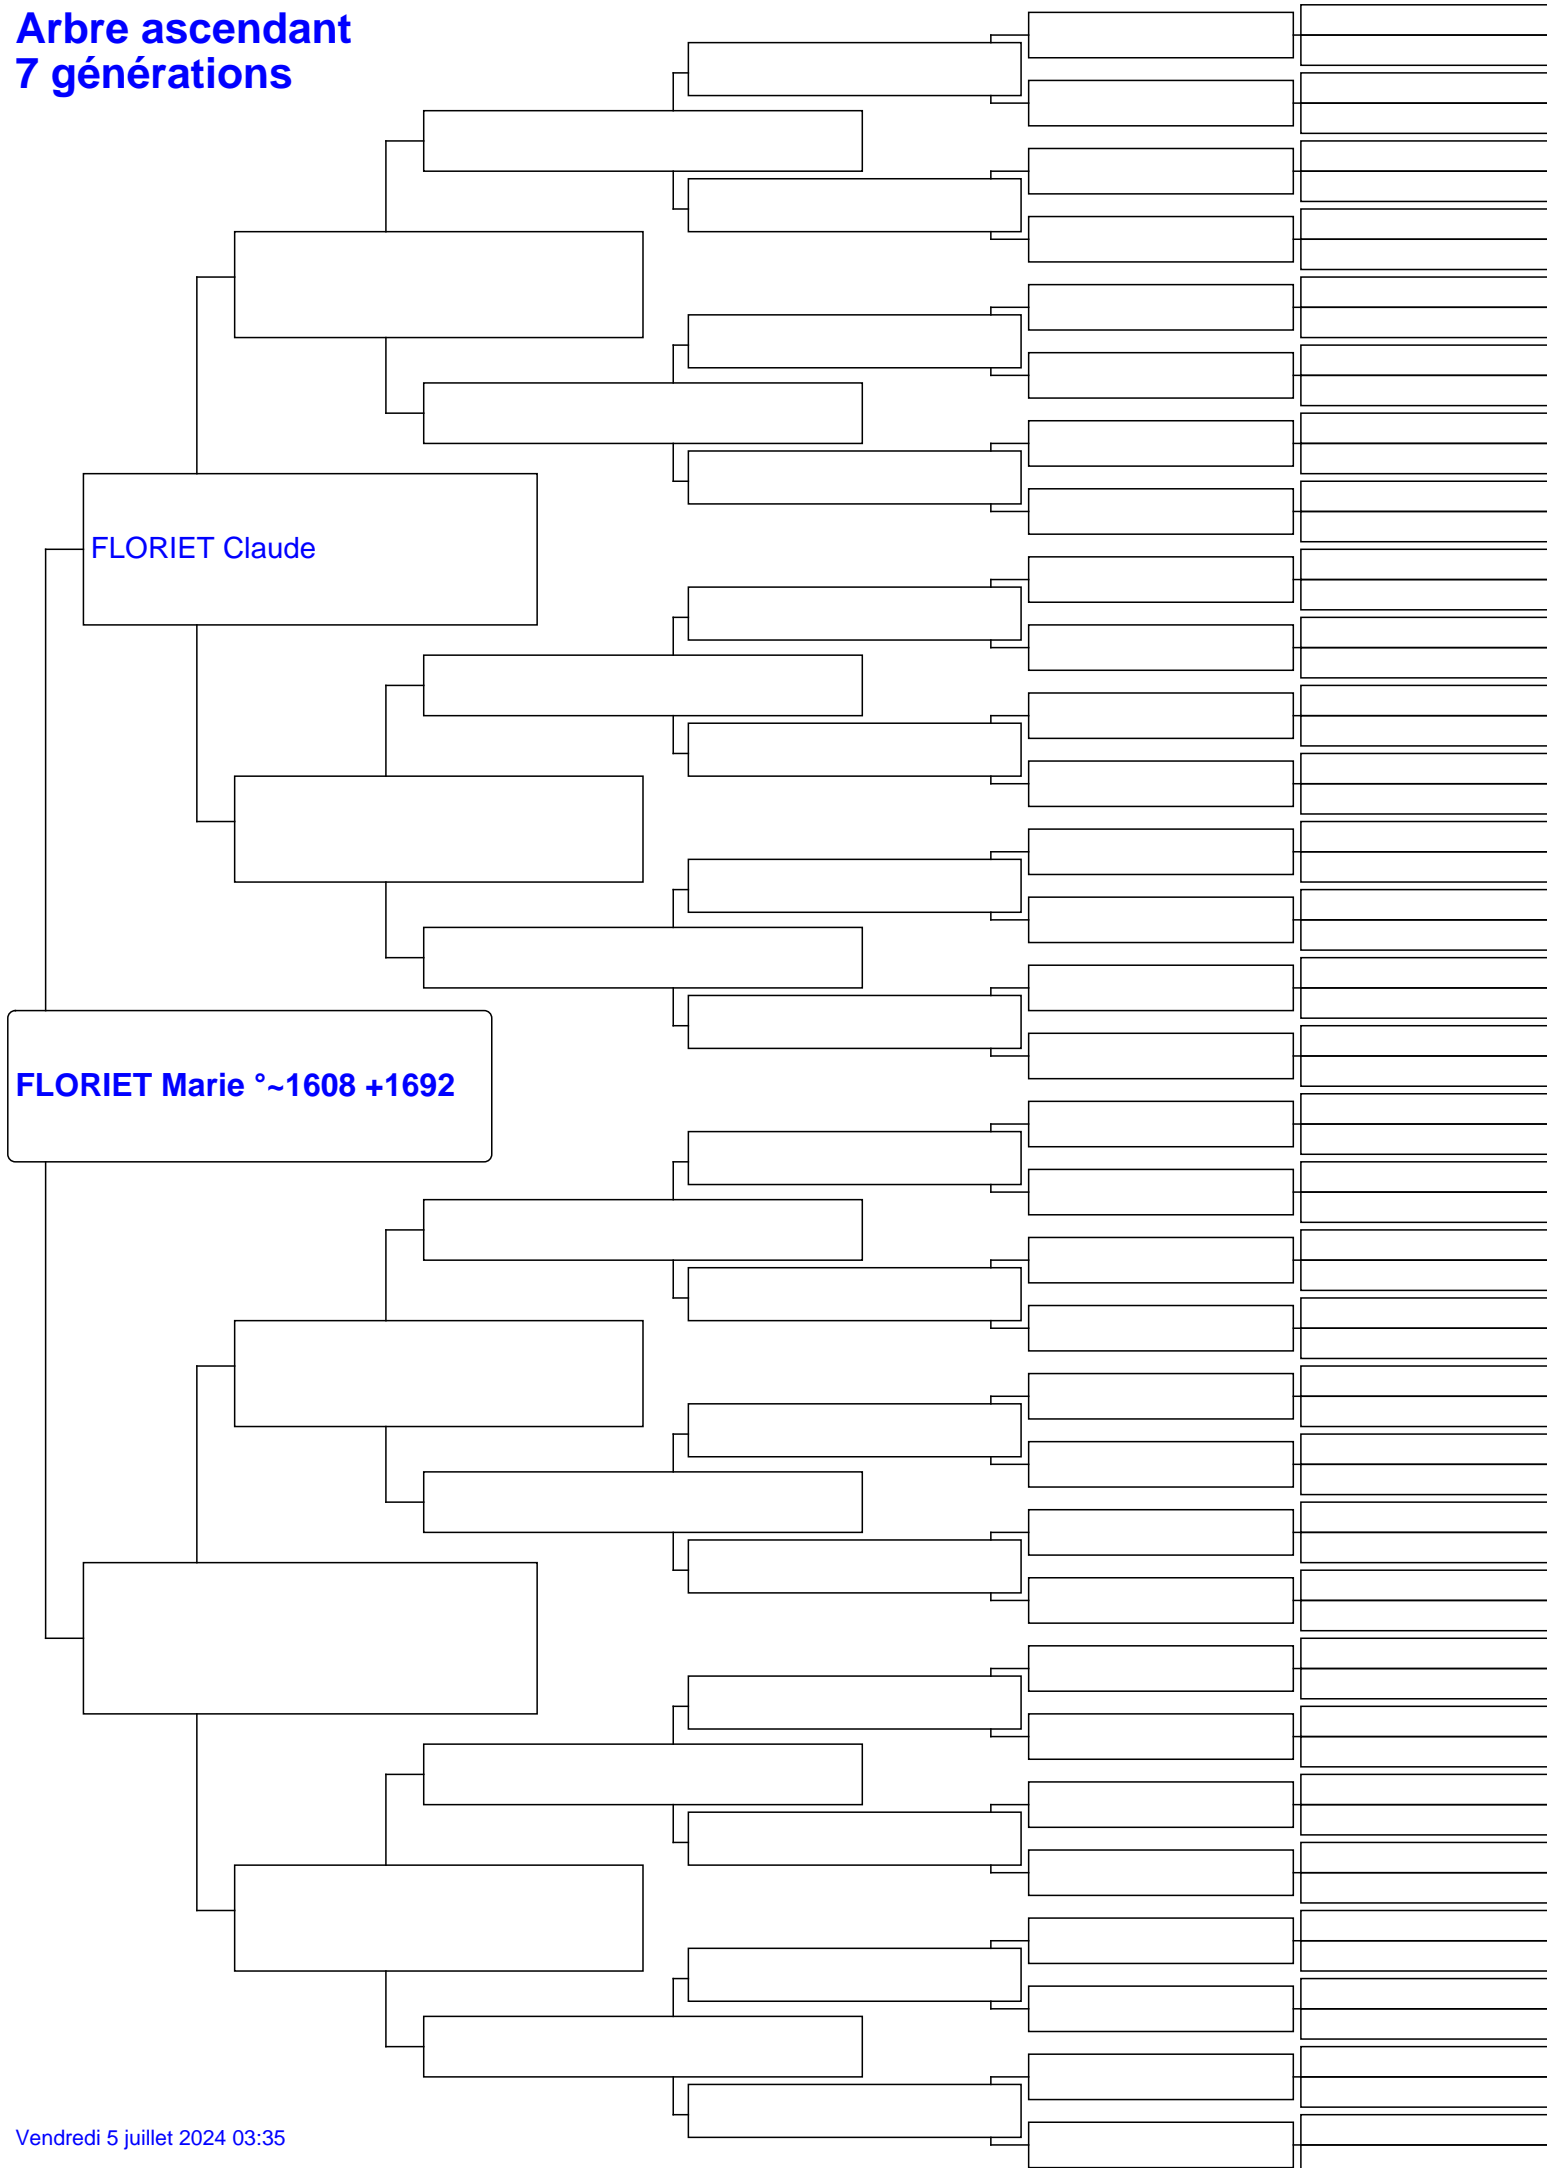 Arbre ascendant
7 générations
FLORIET Claude
FLORIET Marie °~1608 +1692
Vendredi 5 juillet 2024 03:35